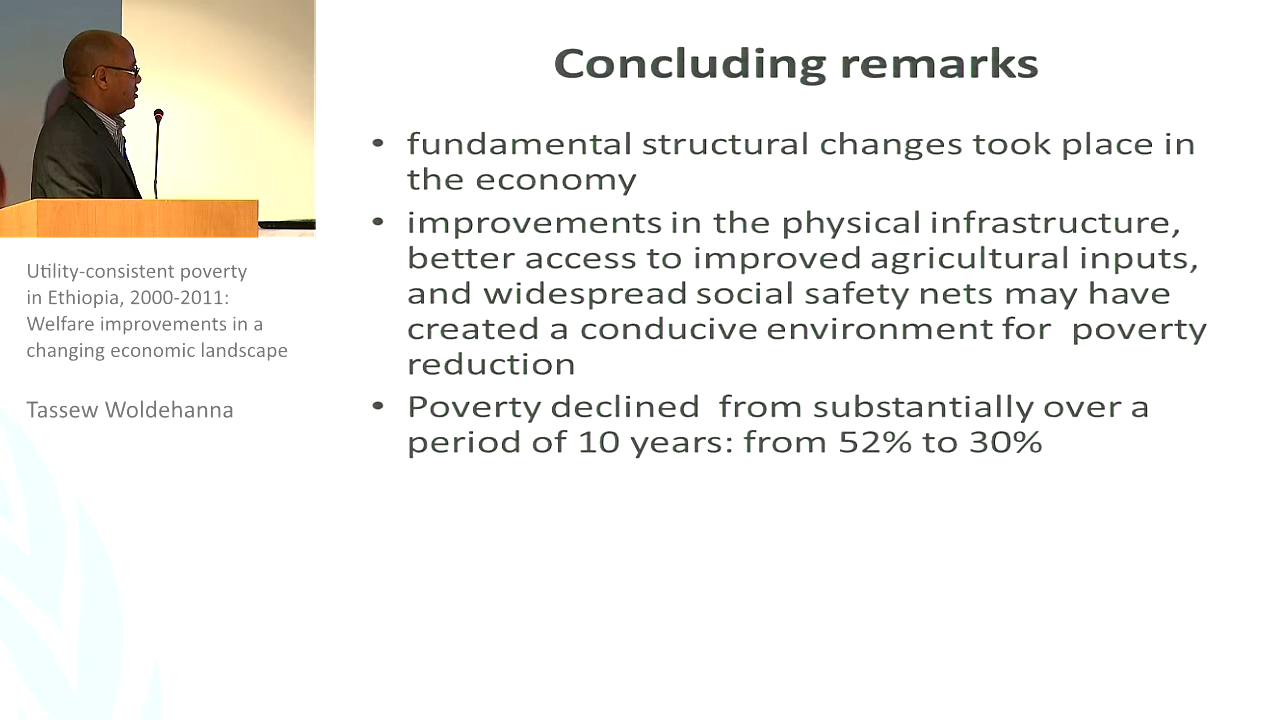 Concluding remarks
• fundamental structural changes took place in
the economy
• improvements in the physical infrastructure,
better access to improved agricultural inputs,
and widespread social safety nets may have
created a conducive environment for  poverty
reduction
• Poverty declined  from substantially over a
period of 10 years: from 52% to 30%
Utility-consistent poverty
in Ethiopia, 2000-2011:
Welfare improvements in a
changing economic landscape
Tassew Woldehanna